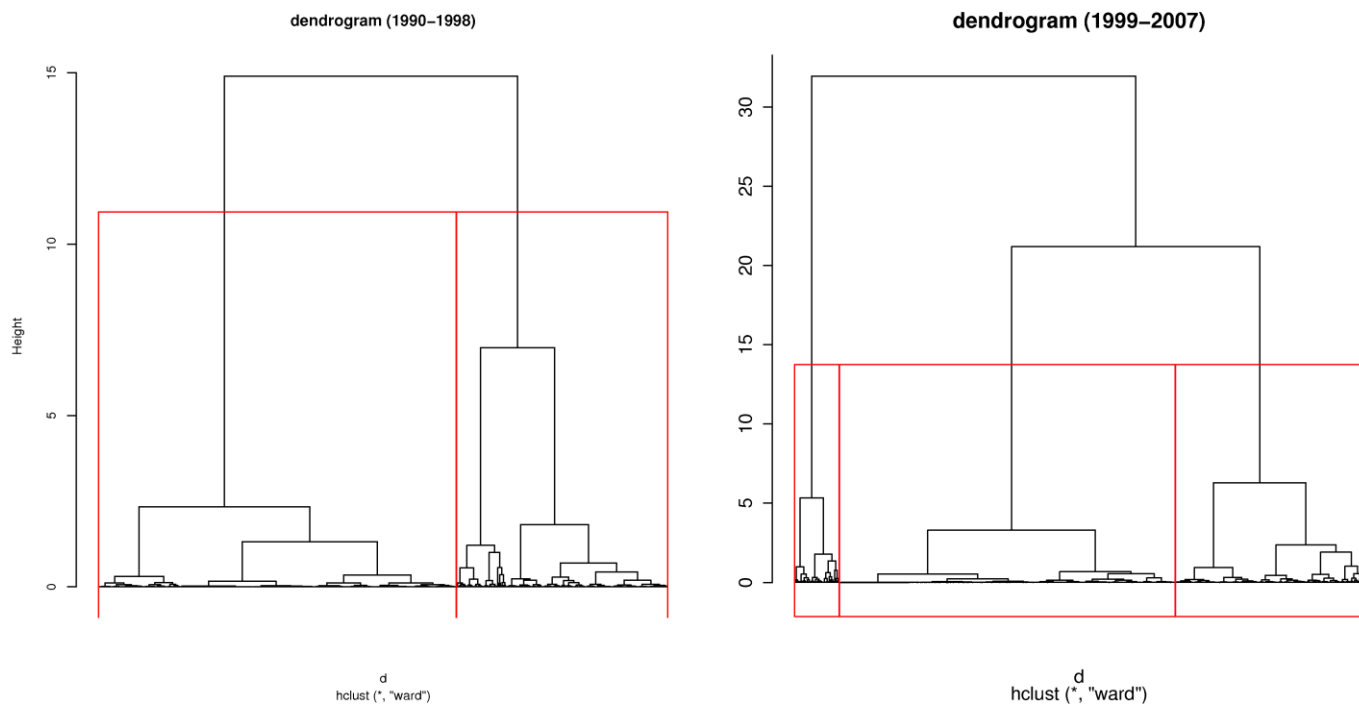 dendrogram (1990−1998)
15
10
5
0
Height
d
hclust (*, "ward")
dendrogram (1999−2007)
30
25
20
15
10
5
0
d
hclust (*, "ward")